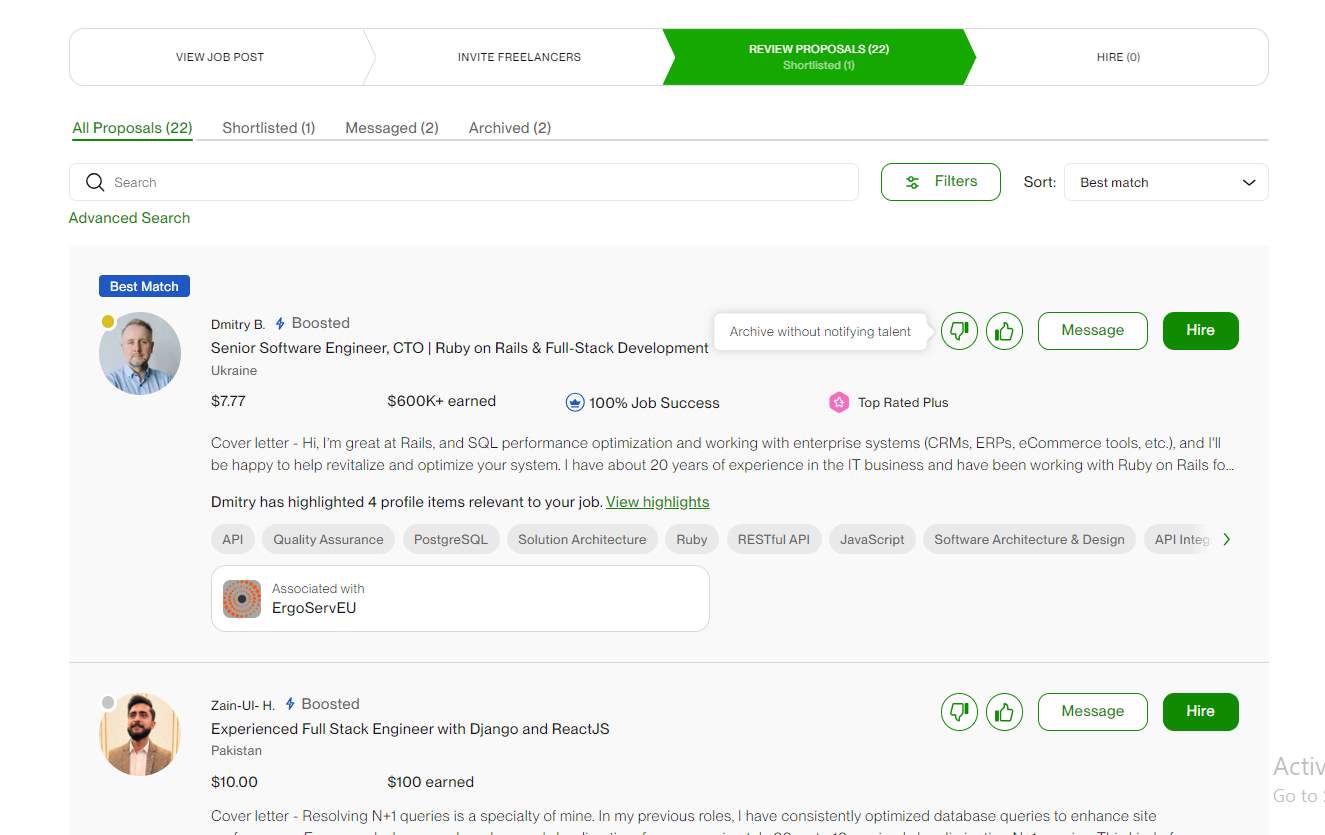 VIEW JOB POST
INVITE FREELANCERS
REVIEW PROPOSALS (22)
Shortlisted (1)
HIRE (0)
All Proposals (22)
Shortlisted (1)
Messaged (2)
Archived (2)
Search
Filters
Sort:
Best match
Advanced Search
Best Match
Dmitry B.
Boosted
Archive without notifying talent
Message
Hire
Senior Software Engineer, CTO | Ruby on Rails & Full-Stack Development
Ukraine
$7.77
$600K+ earned
100% Job Success
Top Rated Plus
Cover letter - Hi, I'm great at Rails, and SQL performance optimization and working with enterprise systems (CRMs, ERPs, eCommerce tools, etc.), and I'll
be happy to help revitalize and optimize your system. I have about 20 years of experience in the IT business and have been working with Ruby on Rails fo...
Dmitry has highlighted 4 profile items relevant to your job. View highlights
API
Quality Assurance
PostgreSQL
Solution Architecture
Ruby
RESTful API
JavaScript
Software Architecture & Design
API Integ
Associated with
ErgoServEU
Zain-Ul- H.
Boosted
Message
Hire
Experienced Full Stack Engineer with Django and ReactJS
Pakistan
$10.00
$100 earned
Cover letter - Resolving N+1 queries is a specialty of mine. In my previous roles, I have consistently optimized database queries to enhance site
Activ
Go to